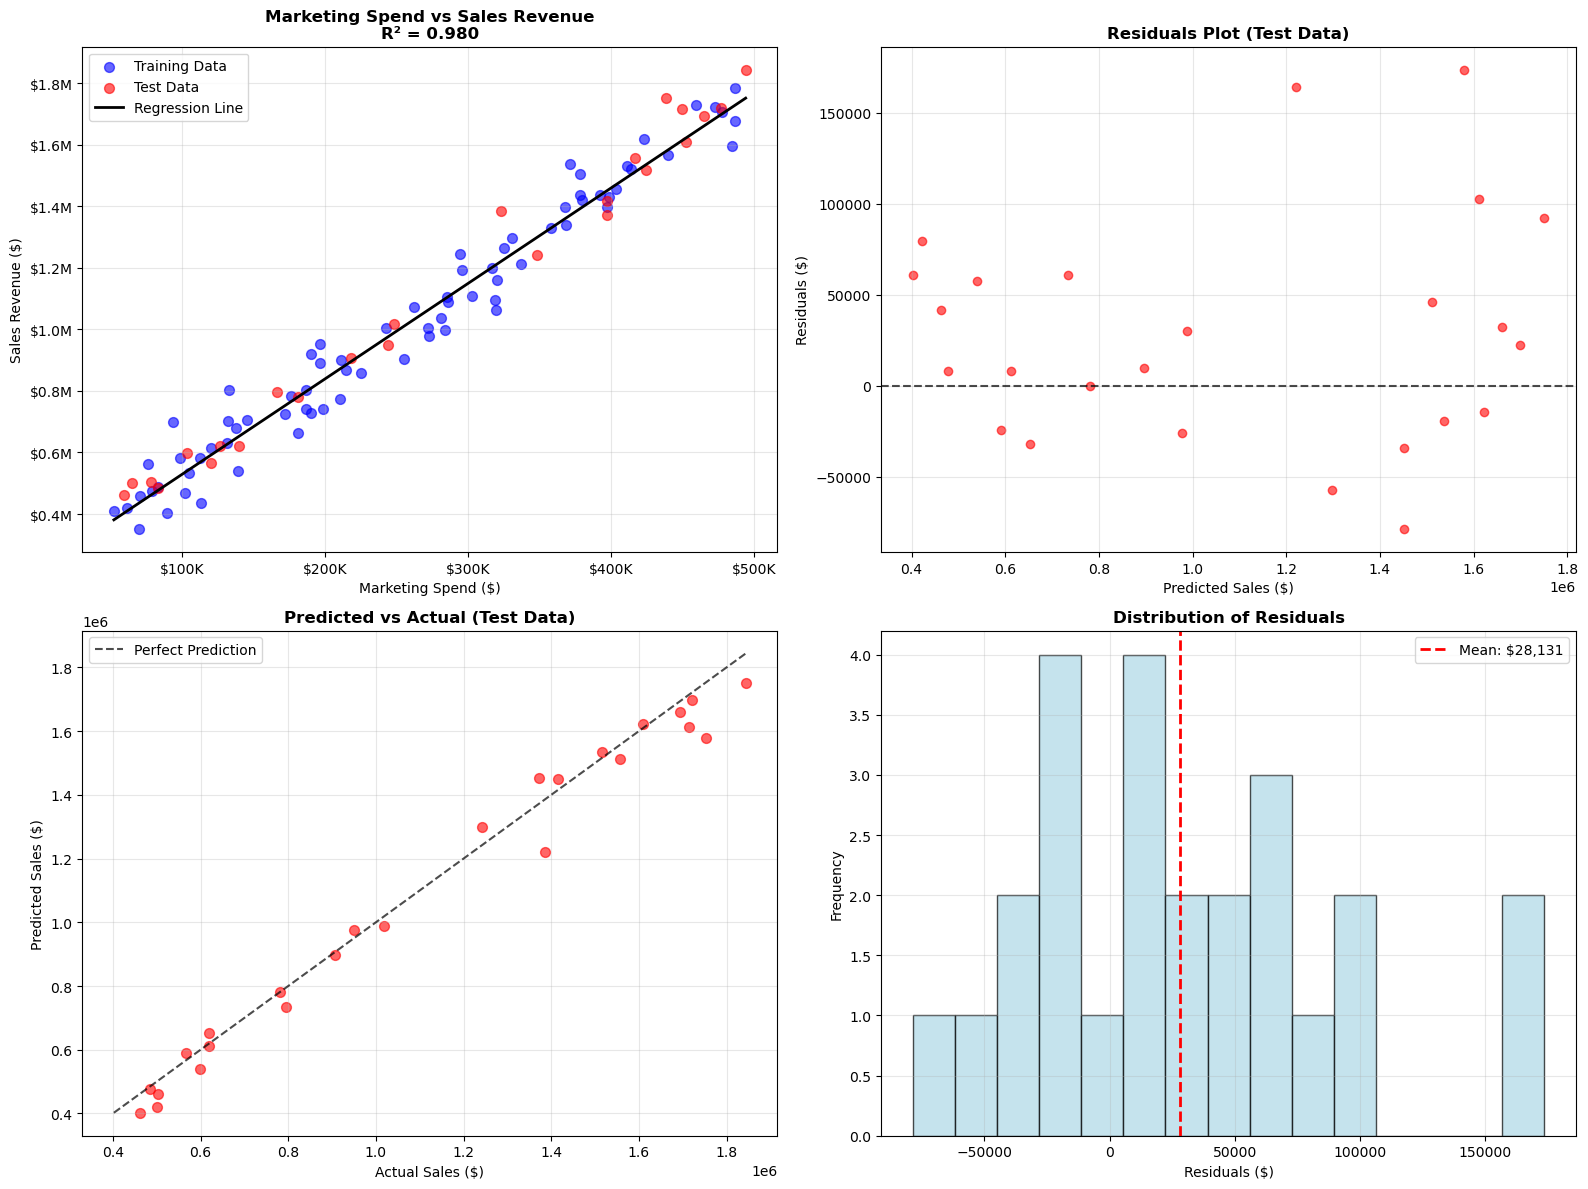 Marketing Spend vs Sales Revenue
R² = 0.980
Training Data
Test Data
Regression Line
$1.8M
$1.6M
$1.4M
$1.2M
$1.0M
$0.8M
$0.6M
$0.4M
Sales Revenue ($)
$100K $200K $300K $400K $500K
Marketing Spend ($)
Residuals Plot (Test Data)
150000
100000
50000
0
−50000
Residuals ($)
0.4 0.6 0.8 1.0 1.2 1.4 1.6 1.8
1e6
Predicted Sales ($)
Predicted vs Actual (Test Data)
1e6
Perfect Prediction
1.8
1.6
1.4
1.2
1.0
0.8
0.6
0.4
Predicted Sales ($)
0.4 0.6 0.8 1.0 1.2 1.4 1.6 1.8
1e6
Actual Sales ($)
Distribution of Residuals
Mean: $28,131
4.0
3.5
3.0
2.5
2.0
1.5
1.0
0.5
0.0
Frequency
−50000 0 50000 100000 150000
Residuals ($)